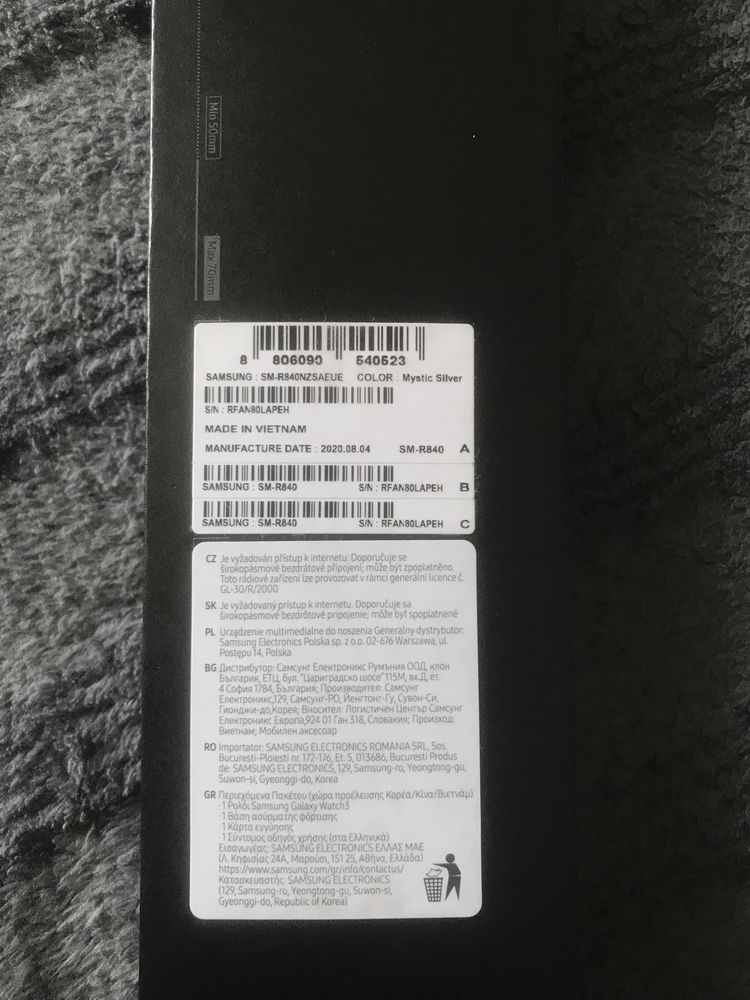 Min 50mm
Max 70mm
8 806090 540523
SAMSUNG : SM-R840NZSAEUE COLOR : Mystic Silver
S/N : RFAN80LAPEH
MADE IN VIETNAM
MANUFACTURE DATE : 2020.08.04 SM-R840 A
SAMSUNG : SM-R840 S/N : RFAN80LAPEH B
SAMSUNG : SM-R840 S/N : RFAN80LAPEH C
CZ Je vyžadován přístup k internetu. Doporučuje se
širokopásmové bezdrátové připojení; může být zpoplatněno.
Toto rádiové zařízení lze provozovat v rámci generální licence č.
GL-30/R/2000
SK Je vyžadovaný prístup k internetu. Doporučuje sa
širokopásmové bezdrôtové pripojenie; môže byť spoplatnené
PL Urządzenie multimedialne do noszenia Generalny dystrybutor:
Samsung Electronics Polska sp. z o.o. 02-676 Warszawa, ul.
Postępu 14, Polska
BG Дистрибутор: Самсунг Електроникс Румъния ООД, клон
България, ЕТЦ, бул. "Цариградско шосе" 115М, вх.Д, ет.
4 София 1784, България; Производител: Самсунг
Електроникс,129, Самсунг-РО, Йенгтонг-Гу, Сувон-Си,
Гионджи-до,Корея; Вносител: Логистичен Център Самсунг
Електроникс Европа,924 01 Ган 318, Словакия; Произход:
Виетнам; Мобилен аксесоар
RO Importator: SAMSUNG ELECTRONICS ROMANIA SRL, Sos.
Bucuresti-Ploiesti nr. 172-176, Et. 5, 013686, Bucuresti Produs
de: SAMSUNG ELECTRONICS, 129, Samsung-ro, Yeongtong-gu,
Suwon-si, Gyeonggi-do, Korea
GR Περιεχόμενα Πακέτου (χώρα προέλευσης Κορέα/Κίνα/Βιετνάμ)
· 1 Ρολόι Samsung Galaxy Watch3
· 1 Βάση ασύρματης φόρτισης
· 1 Κάρτα εγγύησης
· 1 Σύντομος οδηγός χρήσης (στα Ελληνικά)
Εισαγωγέας: SAMSUNG ELECTRONICS ΕΛΛΑΣ ΜΑΕ
(Λ. Κηφισίας 24Α, Μαρούσι, 151 25, Αθήνα, Ελλάδα)
https://www.samsung.com/gr/info/contactus/
Κατασκευαστής: SAMSUNG ELECTRONICS
(129, Samsung-ro, Yeongtong-gu, Suwon-si,
Gyeonggi-do, Republic of Korea)